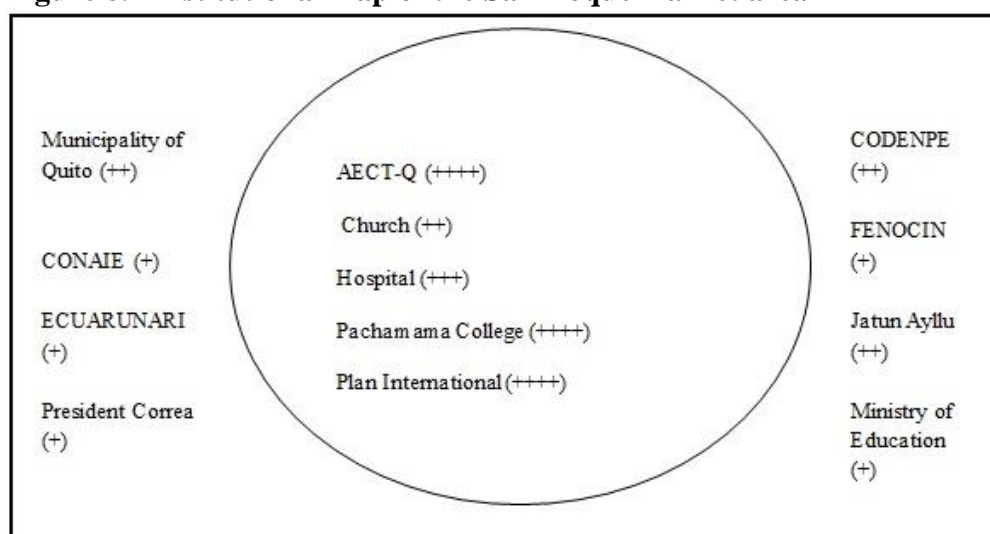 Municipality of
Quito (++)
CONAIE (+)
ECUARUNARI
(+)
President Correa
(+)
AECT-Q (++++)
Church (++)
Hospital (+++)
Pachamama College (++++)
Plan International (++++)
CODENPE
(++)
FENOCIN
(+)
Jatun Ayllu
(++)
Ministry of
Education
(+)